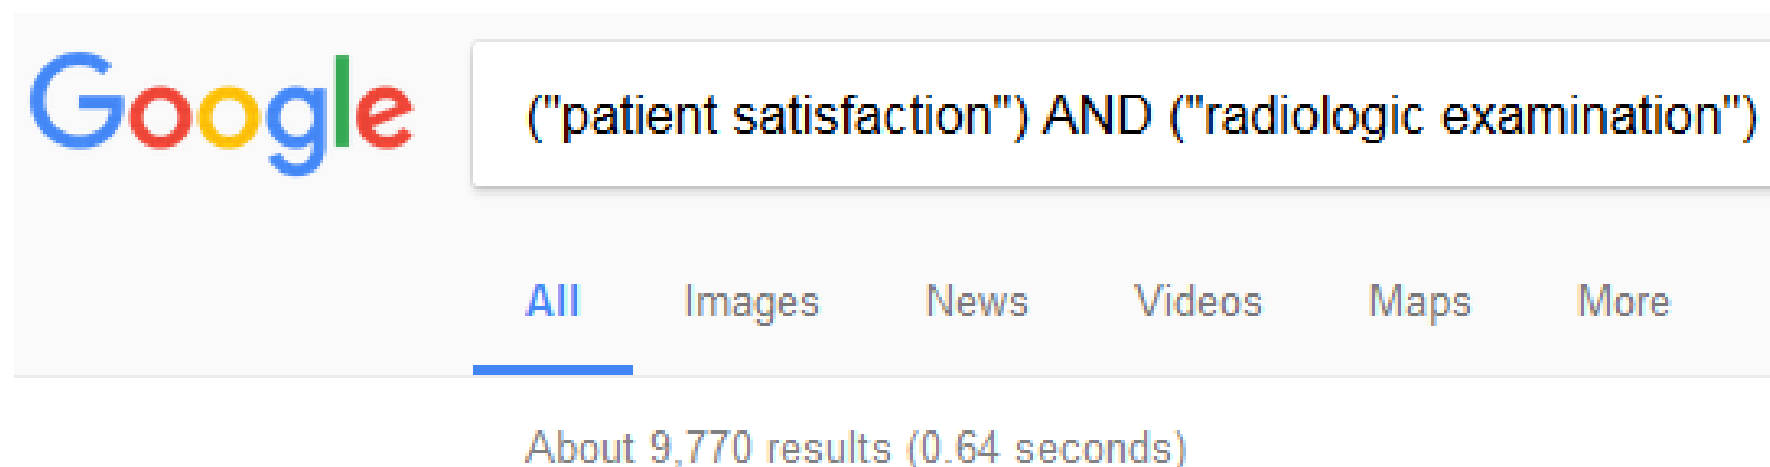 Google
("patient satisfaction") AND ("radiologic examination")
All Images News Videos Maps More
About 9,770 results (0.64 seconds)